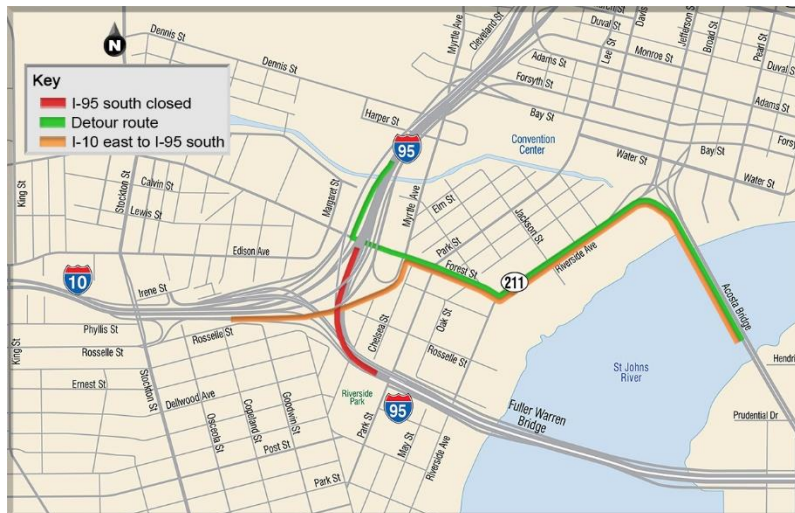 Dennis St
Dennis St
Myrtle Ave
Cleveland St
Adams St
Forsyth St
Bay St
Lee St
Davis
Monroe St
Duval St
Jefferson St
Broad St
Pearl St
Duval St
Adams St
Forsy
Bay St
Water St
Water St
N
Key
I-95 south closed
Detour route
I-10 east to I-95 south
Harper St
95
Convention
Center
King St
Stockton St
Calvin St
Lewis St
Margaret St
Edison Ave
Myrtle Ave
Elm St
Park St
Jackson St
Forest St
211
Riverside Ave
Acosta Bridge
10
Irene St
Phyllis St
Rosselle St
Rosselle St
King St
Ernest St
Stockton St
Dellwood Ave
Osceola St
Copeland St
Goodwin St
Post St
Park St
Chelsea St
Oak St
Rosselle St
Riverside
Park
95
Park St
May St
Riverside Ave
Fuller Warren
Bridge
St Johns
River
Hendri
Prudential Dr